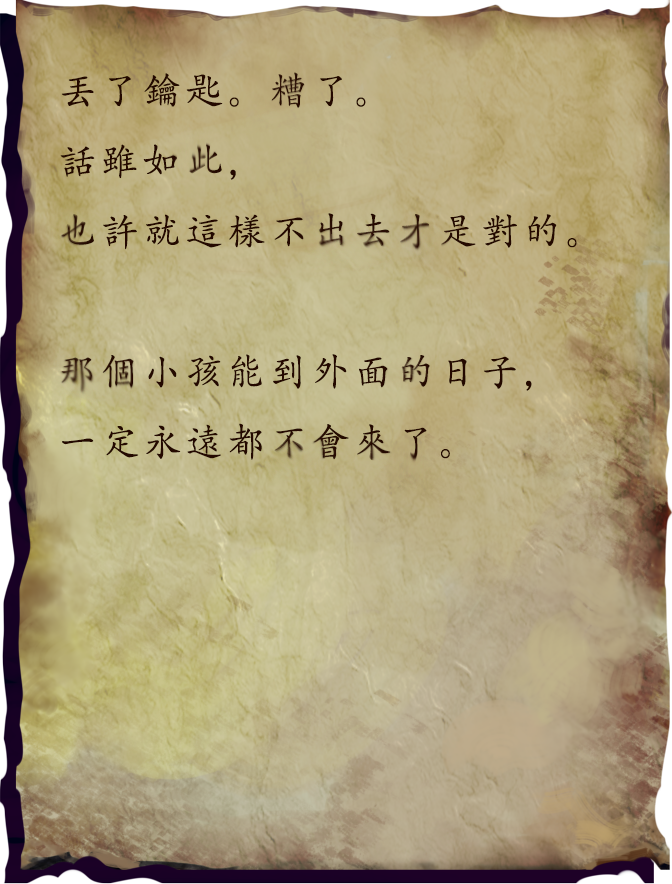 丟了鑰匙。糟了。
話雖如此，
也許就這樣不出去才是對的。
那個小孩能到外面的日子，
一定永遠都不會來了。